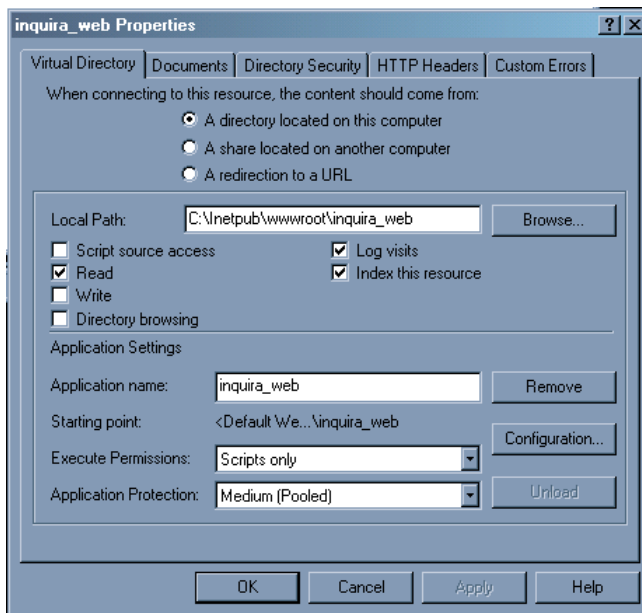 inquira_web Properties
Virtual Directory Documents Directory Security HTTP Headers Custom Errors
When connecting to this resource, the content should come from:
A directory located on this computer
A share located on another computer
A redirection to a URL
Local Path: C:\Inetpub\wwwroot\inquira_web Browse...
Script source access Log visits
Read Index this resource
Write
Directory browsing
Application Settings
Application name: inquira_web Remove
Starting point: <Default We...\inquira_web
Configuration...
Execute Permissions: Scripts only
Application Protection: Medium (Pooled) Unload
OK Cancel Apply Help